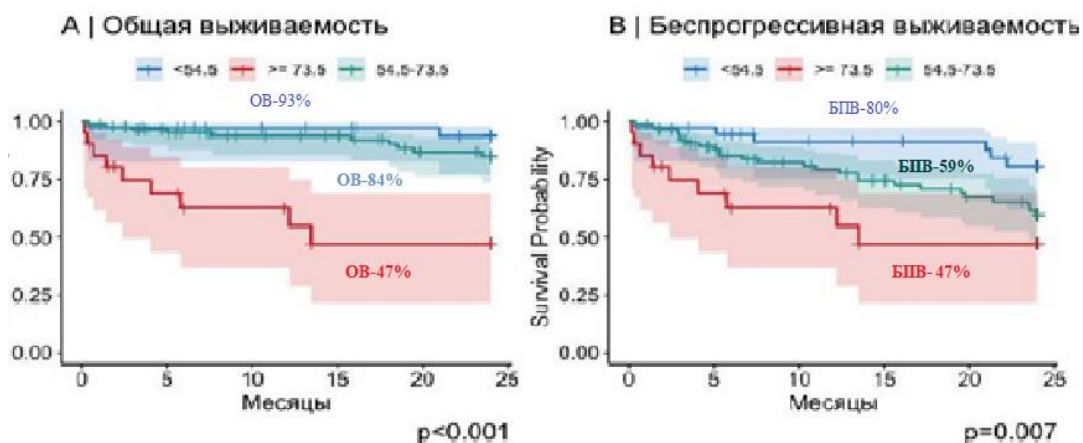 A | Общая выживаемость
<54.5 >= 73.5 54.5-73.5
ОВ-93%
ОВ-84%
ОВ-47%
1.00
0.75
0.50
0.25
0.00
0 5 10 15 20 25
Месяцы
p<0.001
B | Беспрогрессивная выживаемость
<54.5 >= 73.5 54.5-73.5
БПВ-80%
БПВ-59%
БПВ- 47%
Survival Probability
1.00
0.75
0.50
0.25
0.00
0 5 10 15 20 25
Месяцы
p=0.007